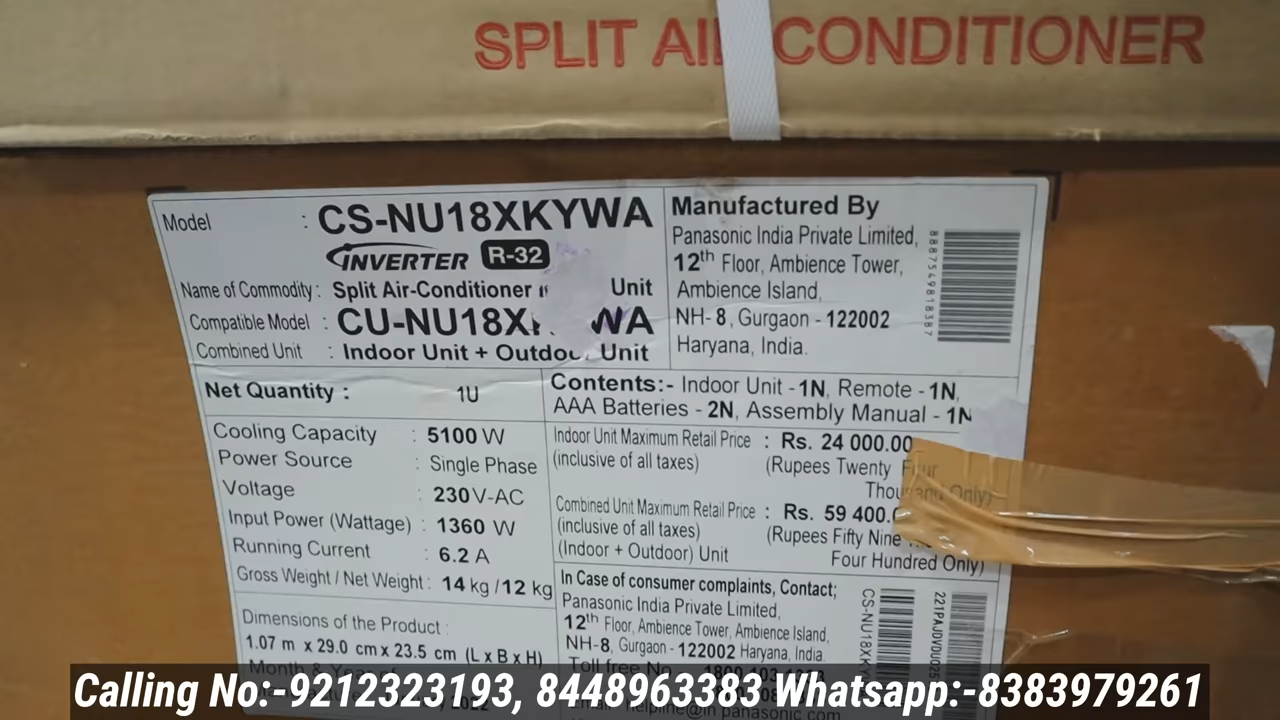 SPLIT AI CONDITIONER
Model : CS-NU18XKYWA
INVERTER R-32
Name of Commodity : Split Air-Conditioner Unit
Compatible Model : CU-NU18X WA
Combined Unit : Indoor Unit + Outdoor Unit
Manufactured By
Panasonic India Private Limited,
12th Floor, Ambience Tower,
Ambience Island,
NH- 8, Gurgaon - 122002
Haryana, India.
8887549818387
Net Quantity : 1U
Contents:- Indoor Unit - 1N, Remote - 1N,
AAA Batteries - 2N, Assembly Manual - 1N
Cooling Capacity : 5100 W
Power Source : Single Phase
Voltage : 230V-AC
Input Power (Wattage) : 1360 W
Running Current : 6.2 A
Gross Weight / Net Weight : 14 kg / 12 kg
Dimensions of the Product :
1.07 m x 29.0 cm x 23.5 cm (L x B x H)
Month & Year of
2022
Indoor Unit Maximum Retail Price : Rs. 24 000.00
(inclusive of all taxes) (Rupees Twenty Four
Thousand Only)
Combined Unit Maximum Retail Price : Rs. 59 400.
(inclusive of all taxes) (Rupees Fifty Nine
(Indoor + Outdoor) Unit Four Hundred Only)
In Case of consumer complaints, Contact;
Panasonic India Private Limited,
12th Floor, Ambience Tower, Ambience Island,
NH-8, Gurgaon - 122002 Haryana, India
Toll free No
helpline@in.panasonic.com
CS-NU18XK
Calling No:-9212323193, 8448963383 Whatsapp:-8383979261